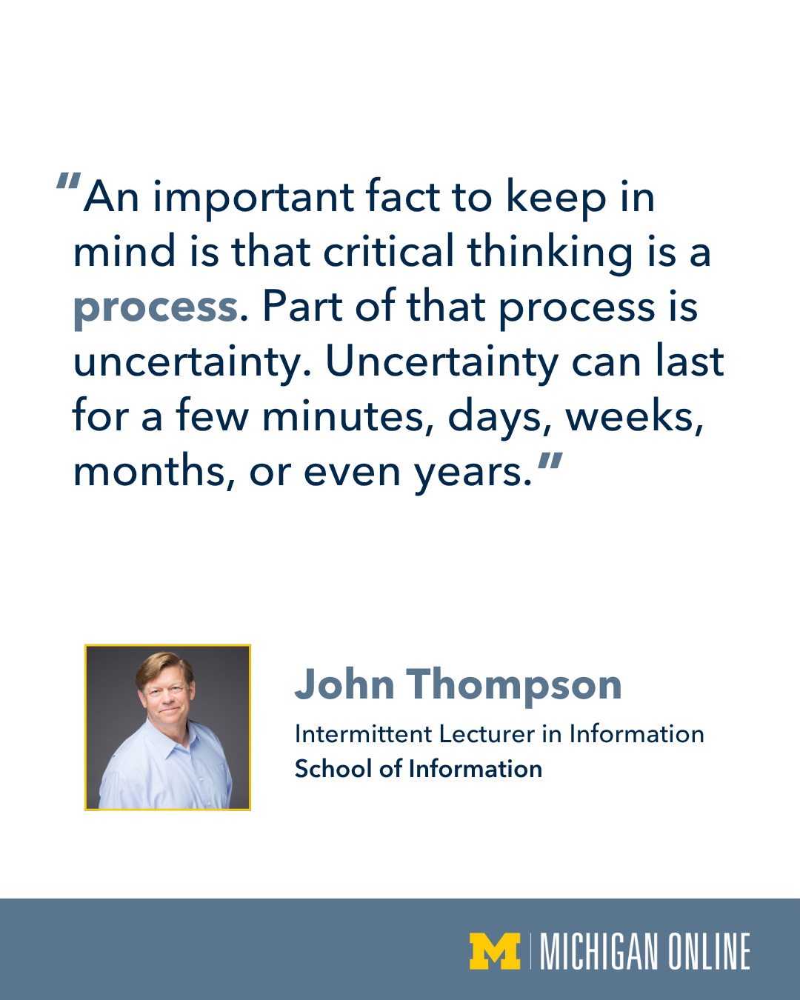 "An important fact to keep in
mind is that critical thinking is a
process. Part of that process is
uncertainty. Uncertainty can last
for a few minutes, days, weeks,
months, or even years."
John Thompson
Intermittent Lecturer in Information
School of Information
M | MICHIGAN ONLINE